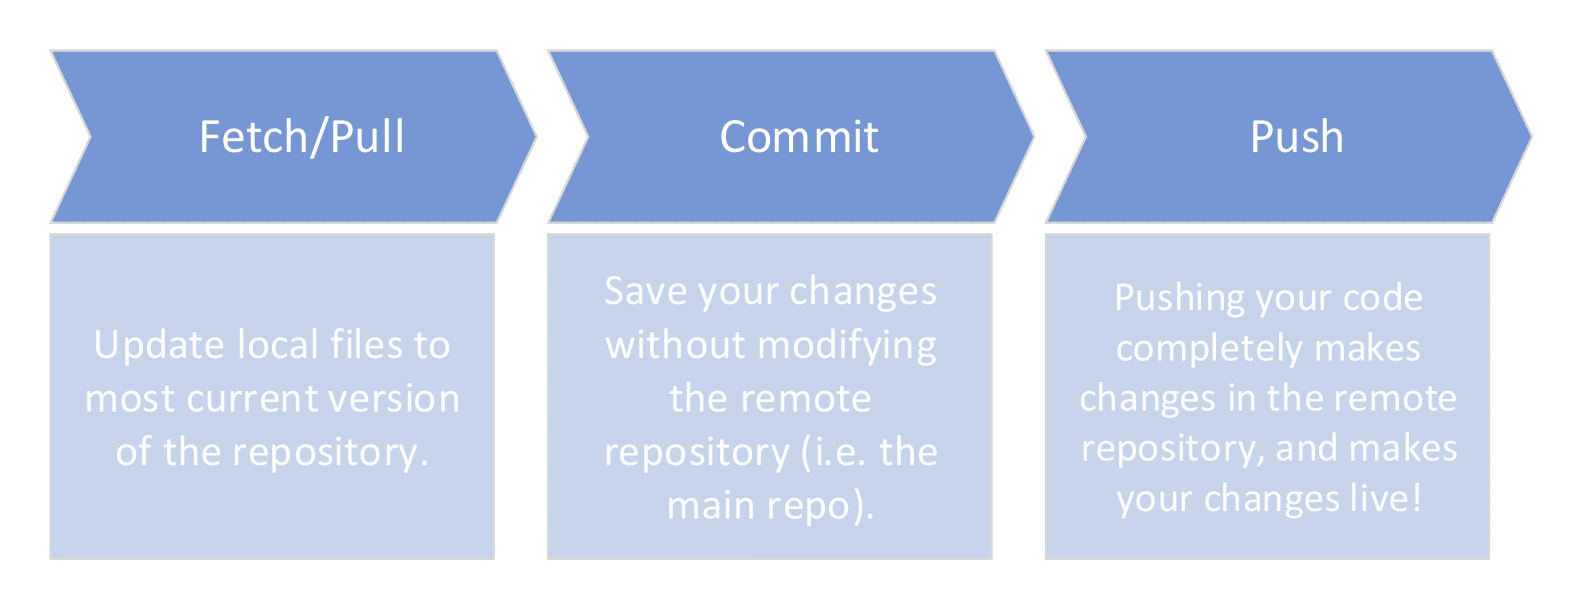 Fetch/Pull
Update local files to
most current version
of the repository.
Commit
Save your changes
without modifying
the remote
repository (i.e. the
main repo).
Push
Pushing your code
completely makes
changes in the remote
repository, and makes
your changes live!